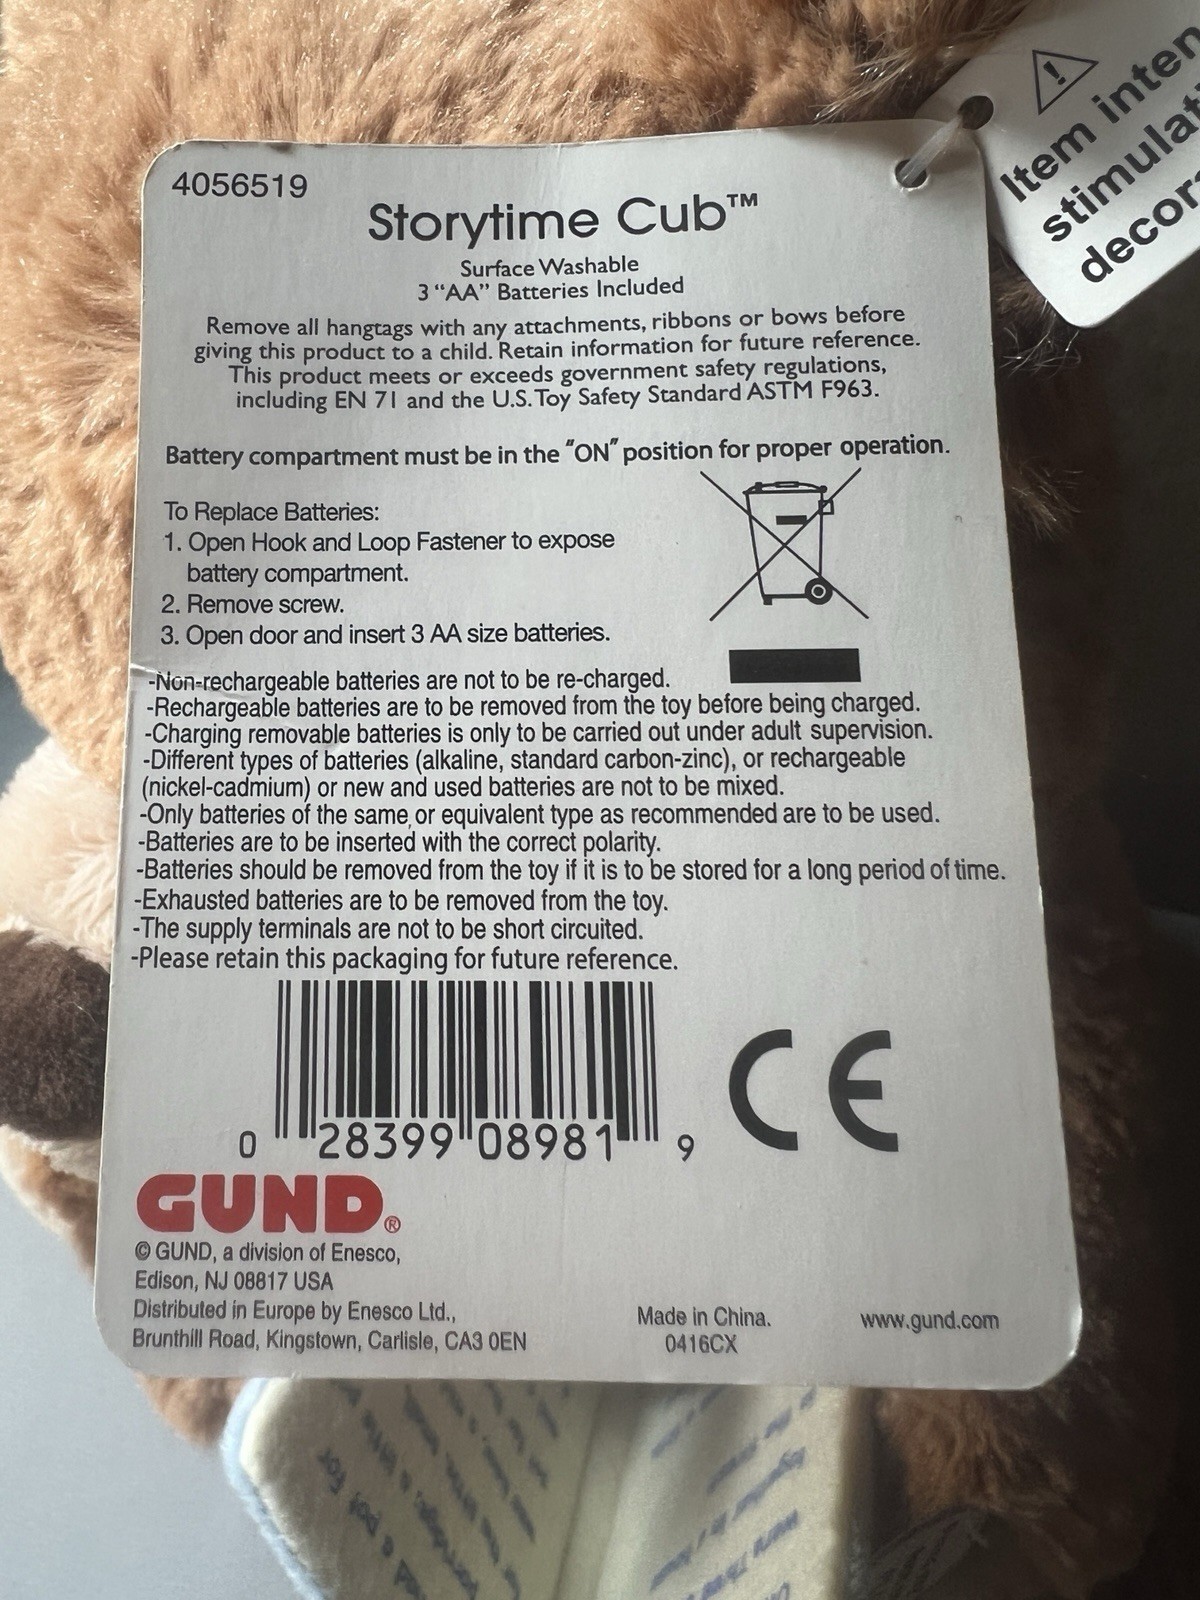 4056519
Storytime Cub™
Surface Washable
3 “AA” Batteries Included
Remove all hangtags with any attachments, ribbons or bows before
giving this product to a child. Retain information for future reference.
This product meets or exceeds government safety regulations,
including EN 71 and the U.S. Toy Safety Standard ASTM F963.
Battery compartment must be in the "ON" position for proper operation.
To Replace Batteries:
1. Open Hook and Loop Fastener to expose
battery compartment.
2. Remove screw.
3. Open door and insert 3 AA size batteries.
-Non-rechargeable batteries are not to be re-charged.
-Rechargeable batteries are to be removed from the toy before being charged.
-Charging removable batteries is only to be carried out under adult supervision.
-Different types of batteries (alkaline, standard carbon-zinc), or rechargeable
(nickel-cadmium) or new and used batteries are not to be mixed.
-Only batteries of the same, or equivalent type as recommended are to be used.
-Batteries are to be inserted with the correct polarity.
-Batteries should be removed from the toy if it is to be stored for a long period of time.
-Exhausted batteries are to be removed from the toy.
-The supply terminals are not to be short circuited.
-Please retain this packaging for future reference.
0 28399 08981 9
CE
GUND®
© GUND, a division of Enesco,
Edison, NJ 08817 USA
Distributed in Europe by Enesco Ltd.,
Brunthill Road, Kingstown, Carlisle, CA3 0EN
Made in China.
0416CX
www.gund.com
Item inten
stimulat
decor